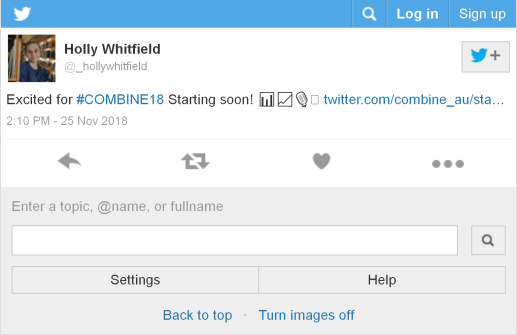 Log in Sign up
Holly Whitfield
@_hollywhitfield
+
Excited for #COMBINE18 Starting soon! 📊📈🗞 twitter.com/combine_au/sta…
2:10 PM - 25 Nov 2018
Enter a topic, @name, or fullname
Settings Help
Back to top · Turn images off